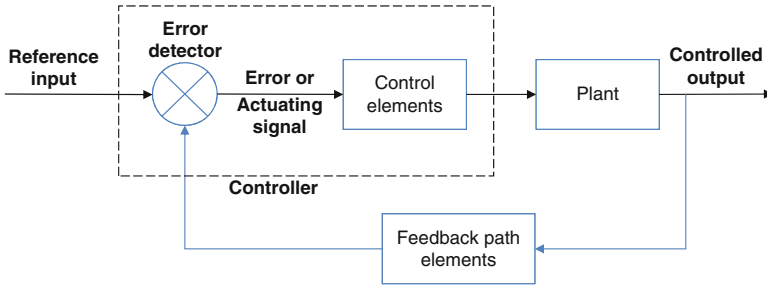 Reference
input
Error
detector
Error or
Actuating
signal
Control
elements
Plant
Controlled
output
Controller
Feedback path
elements